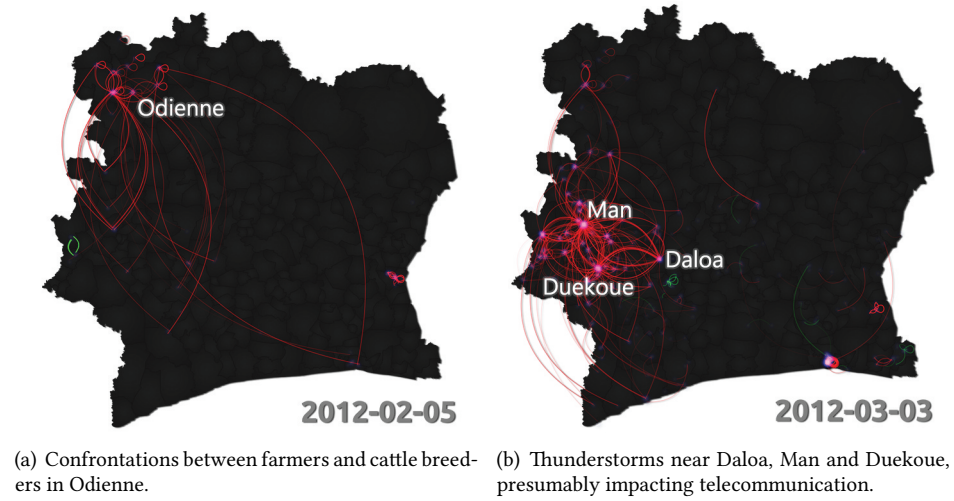 Odienne
2012-02-05
Man
Daloa
Duekoue
2012-03-03
(a) Confrontations between farmers and cattle breed-
ers in Odienne.
(b) Thunderstorms near Daloa, Man and Duekoue,
presumably impacting telecommunication.